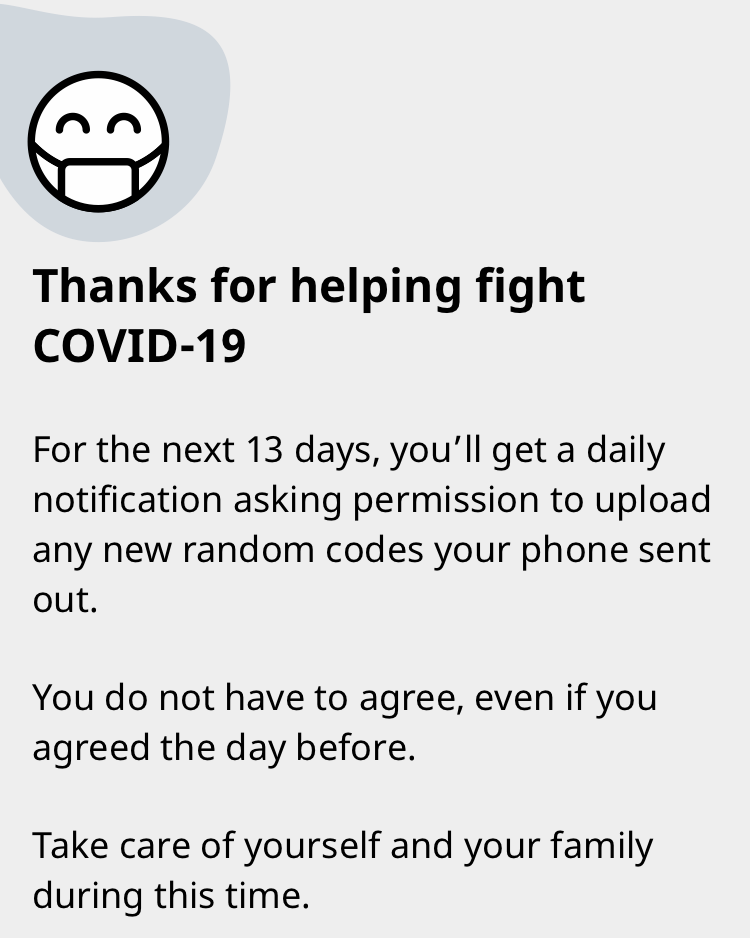 Thanks for helping fight
COVID-19
For the next 13 days, you’ll get a daily
notification asking permission to upload
any new random codes your phone sent
out.
You do not have to agree, even if you
agreed the day before.
Take care of yourself and your family
during this time.